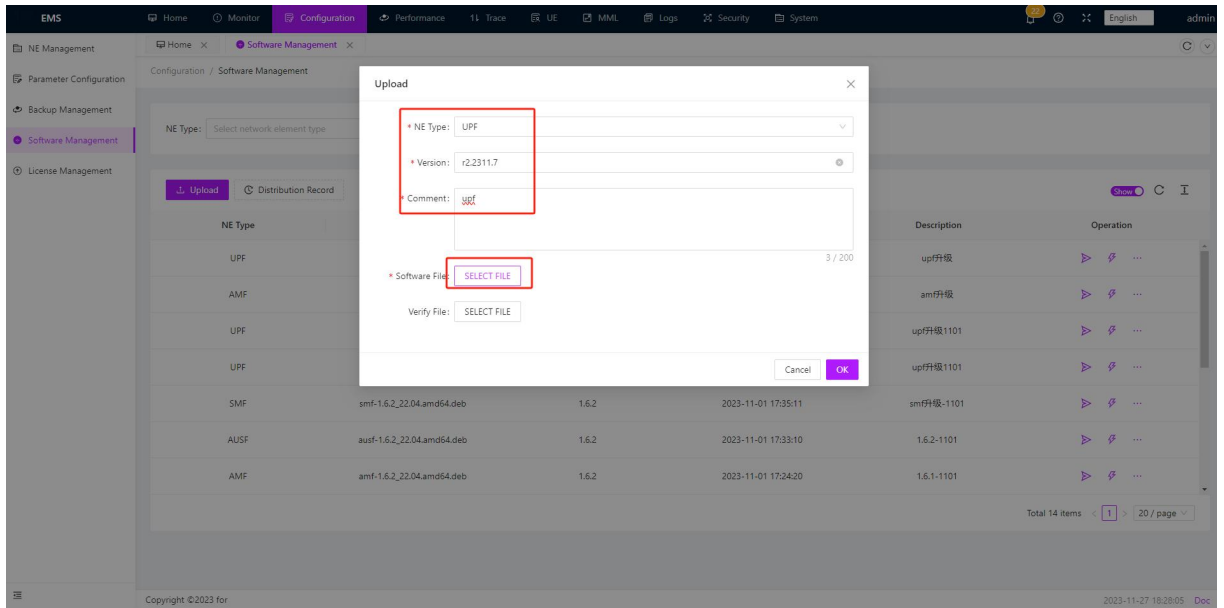 EMS Home Monitor Configuration Performance Trace UE MML Logs Security System 22 English admin
NE Management
Parameter Configuration
Backup Management
Software Management
License Management
Home Software Management
Configuration / Software Management
NE Type: Select network element type
Upload Distribution Record Show
Upload
* NE Type: UPF
* Version: r2.2311.7
* Comment: upf
3 / 200
* Software File: SELECT FILE
Verify File: SELECT FILE
Cancel OK
NE Type Description Operation
UPF upf升级
AMF amf升级
UPF upf升级1101
UPF upf升级1101
SMF smf-1.6.2_22.04.amd64.deb 1.6.2 2023-11-01 17:35:11 smf升级-1101
AUSF ausf-1.6.2_22.04.amd64.deb 1.6.2 2023-11-01 17:33:10 1.6.2-1101
AMF amf-1.6.2_22.04.amd64.deb 1.6.2 2023-11-01 17:24:20 1.6.1-1101
Total 14 items < 1 > 20 / page
Copyright ©2023 for 2023-11-27 18:28:05 Doc